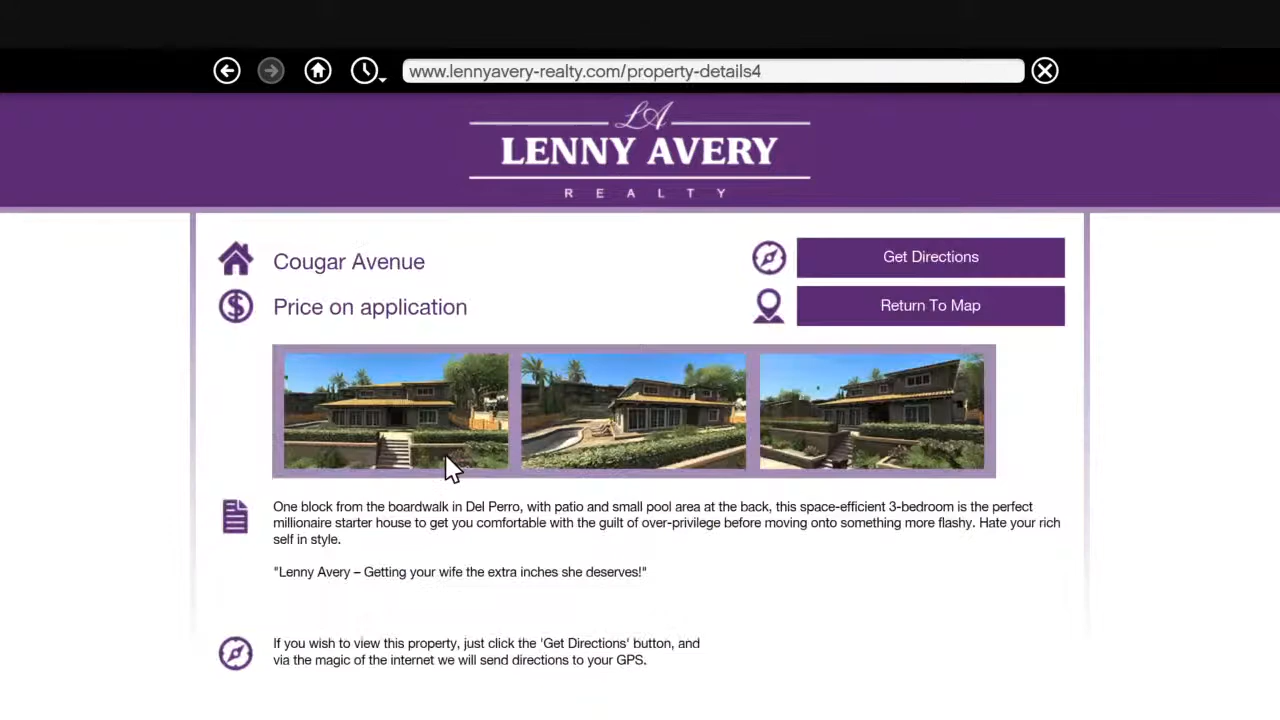 www.lennyavery-realty.com/property-details4
LA
LENNY AVERY
REALTY
Cougar Avenue
Get Directions
Price on application
Return To Map
One block from the boardwalk in Del Perro, with patio and small pool area at the back, this space-efficient 3-bedroom is the perfect
millionaire starter house to get you comfortable with the guilt of over-privilege before moving onto something more flashy. Hate your rich
self in style.
"Lenny Avery – Getting your wife the extra inches she deserves!"
If you wish to view this property, just click the 'Get Directions' button, and
via the magic of the internet we will send directions to your GPS.